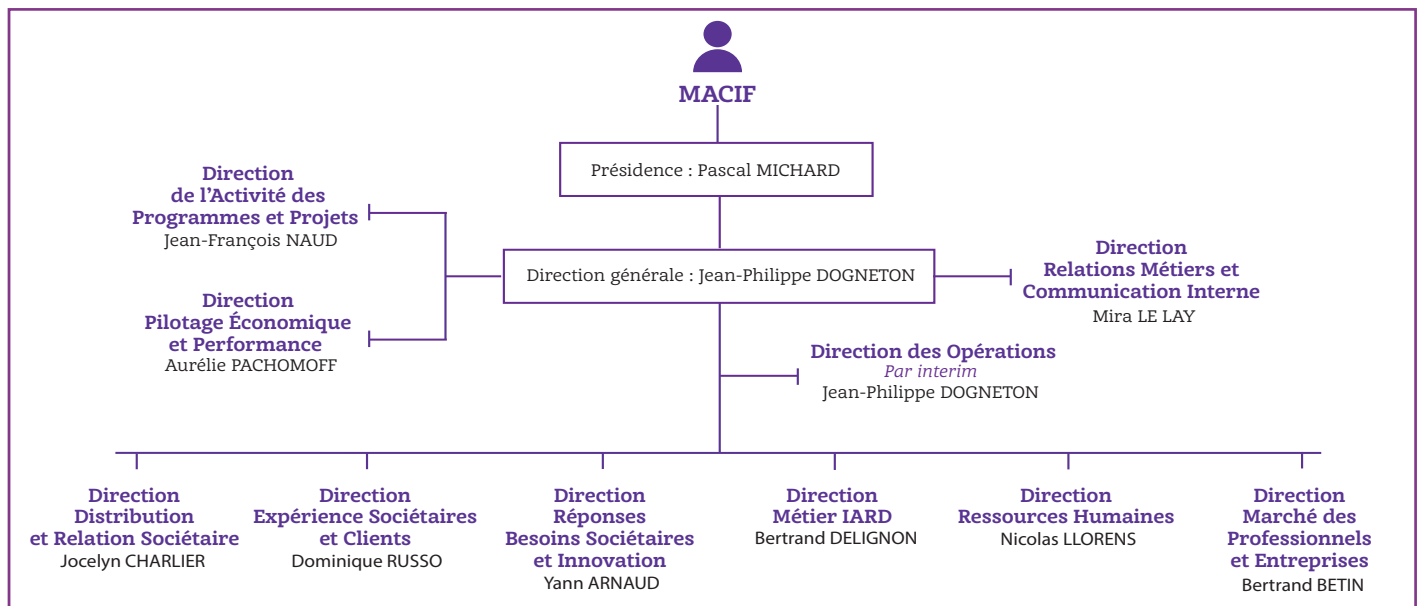 MACIF
Présidence : Pascal MICHARD
Direction
de l'Activité des
Programmes et Projets
Jean-François NAUD
Direction générale : Jean-Philippe DOGNETON
Direction
Relations Métiers et
Communication Interne
Mira LE LAY
Direction
Pilotage Économique
et Performance
Aurélie PACHOMOFF
Direction des Opérations
Par interim
Jean-Philippe DOGNETON
Direction
Distribution
et Relation Sociétaire
Jocelyn CHARLIER
Direction
Expérience Sociétaires
et Clients
Dominique RUSSO
Direction
Réponses
Besoins Sociétaires
et Innovation
Yann ARNAUD
Direction
Métier IARD
Bertrand DELIGNON
Direction
Ressources Humaines
Nicolas LLORENS
Direction
Marché des
Professionnels
et Entreprises
Bertrand BETIN